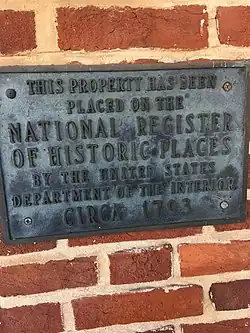 THIS PROPERTY HAS BEEN
PLACED ON THE
NATIONAL REGISTER
OF HISTORIC PLACES
BY THE UNITED STATES
DEPARTMENT OF THE INTERIOR
CIRCA 1793